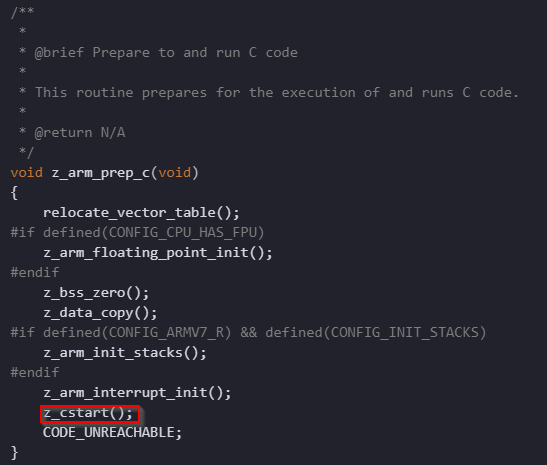 /**
 *
 * @brief Prepare to and run C code
 *
 * This routine prepares for the execution of and runs C code.
 *
 * @return N/A
 */
void z_arm_prep_c(void)
{
    relocate_vector_table();
#if defined(CONFIG_CPU_HAS_FPU)
    z_arm_floating_point_init();
#endif
    z_bss_zero();
    z_data_copy();
#if defined(CONFIG_ARMV7_R) && defined(CONFIG_INIT_STACKS)
    z_arm_init_stacks();
#endif
    z_arm_interrupt_init();
    z_cstart();
    CODE_UNREACHABLE;
}